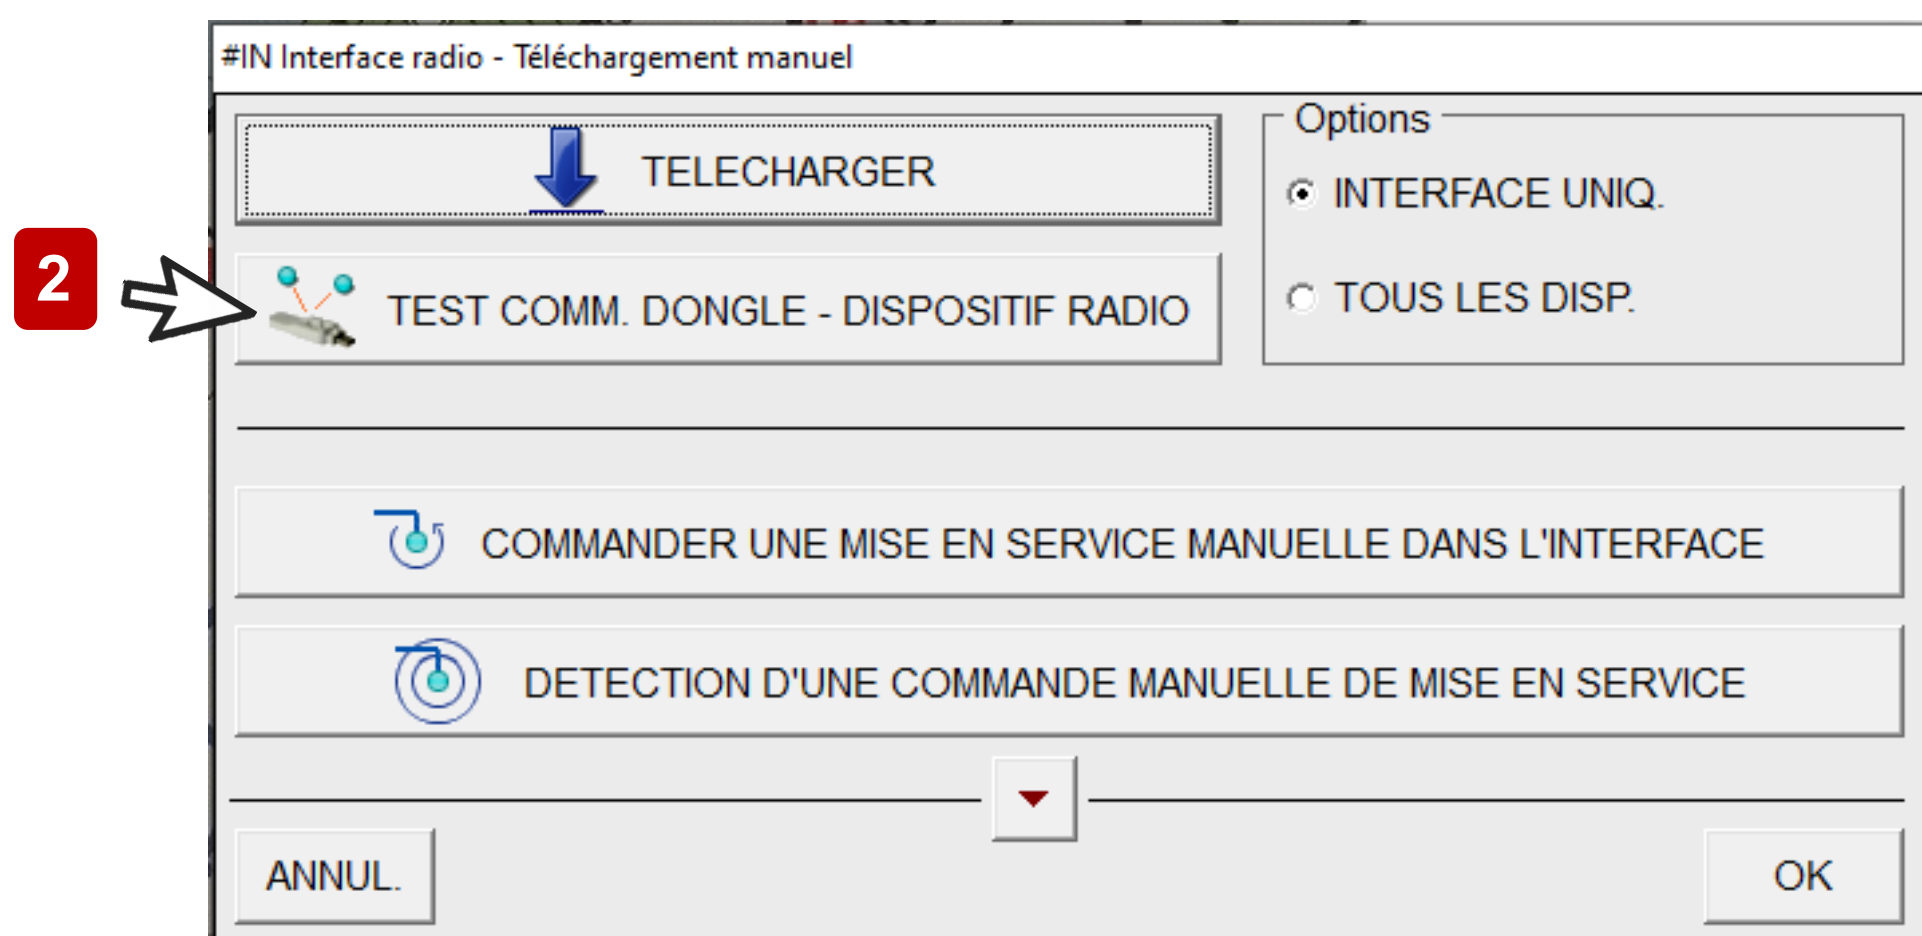 #IN Interface radio - Téléchargement manuel
TELECHARGER
Options
INTERFACE UNIQ.
2
TEST COMM. DONGLE - DISPOSITIF RADIO
TOUS LES DISP.
COMMANDER UNE MISE EN SERVICE MANUELLE DANS L'INTERFACE
DETECTION D'UNE COMMANDE MANUELLE DE MISE EN SERVICE
ANNUL.
OK